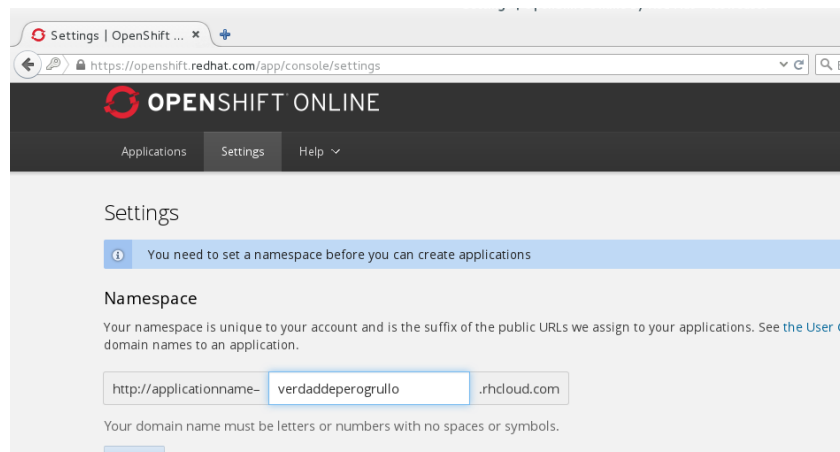 Settings | OpenShift ... ×
https://openshift.redhat.com/app/console/settings
OPENSHIFT ONLINE
Applications Settings Help
Settings
You need to set a namespace before you can create applications
Namespace
Your namespace is unique to your account and is the suffix of the public URLs we assign to your applications. See the User
domain names to an application.
http://applicationname– verdaddeperogrullo .rhcloud.com
Your domain name must be letters or numbers with no spaces or symbols.